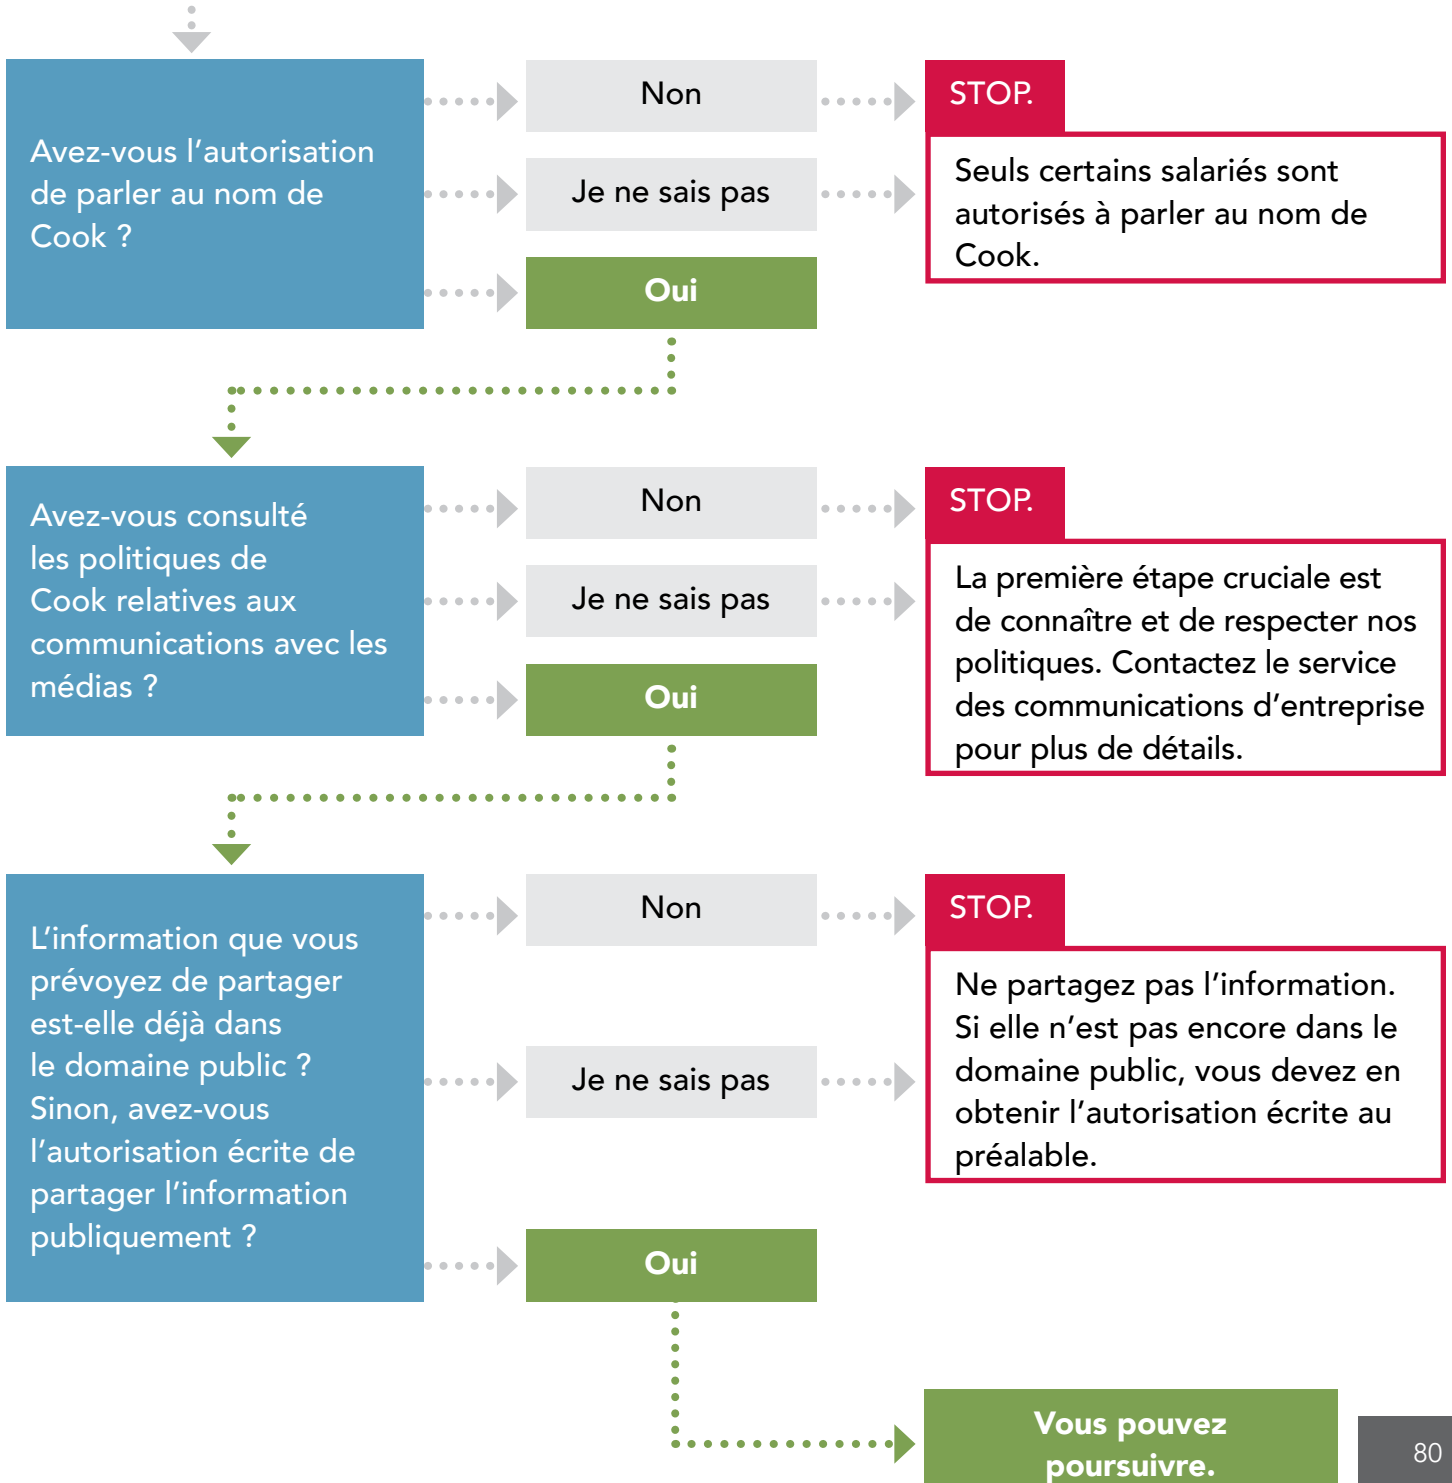 Avez-vous l'autorisation
de parler au nom de
Cook ?
Non
Je ne sais pas
Oui
STOP.
Seuls certains salariés sont
autorisés à parler au nom de
Cook.
Avez-vous consulté
les politiques de
Cook relatives aux
communications avec les
médias ?
Non
Je ne sais pas
Oui
STOP.
La première étape cruciale est
de connaître et de respecter nos
politiques. Contactez le service
des communications d'entreprise
pour plus de détails.
L'information que vous
prévoyez de partager
est-elle déjà dans
le domaine public ?
Sinon, avez-vous
l'autorisation écrite de
partager l'information
publiquement ?
Non
Je ne sais pas
Oui
STOP.
Ne partagez pas l'information.
Si elle n'est pas encore dans le
domaine public, vous devez en
obtenir l'autorisation écrite au
préalable.
Vous pouvez
poursuivre.
80